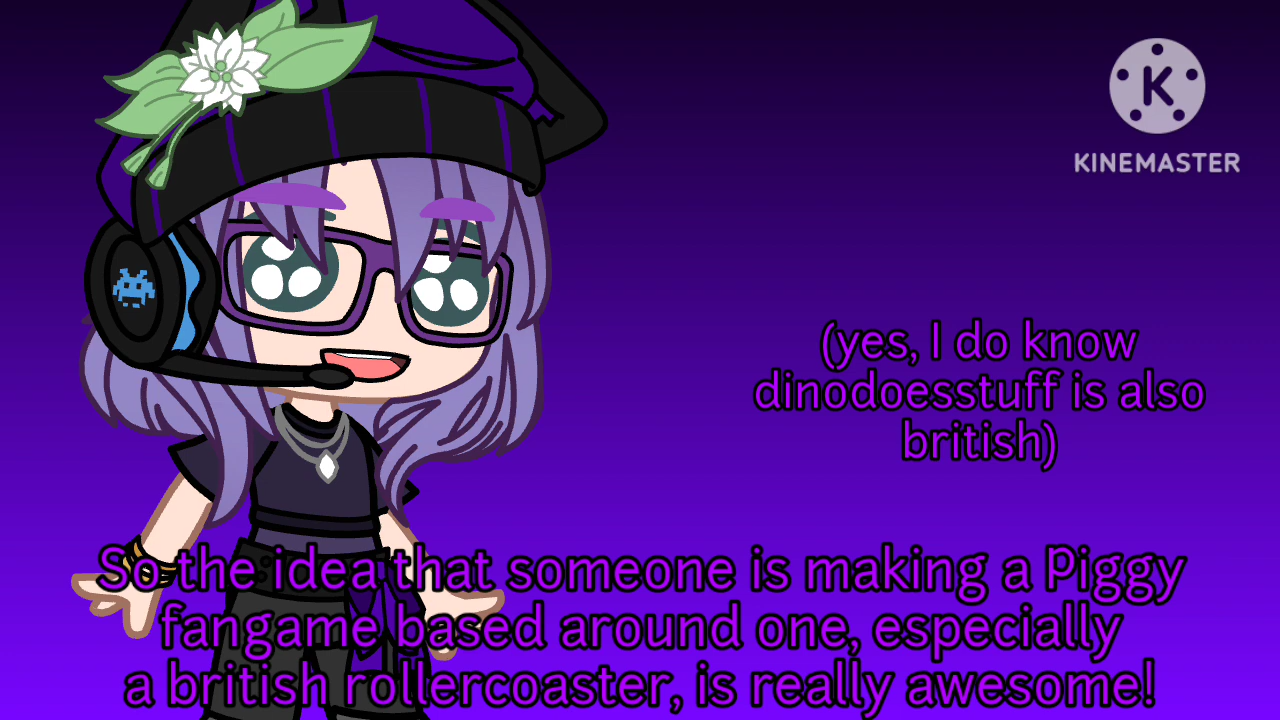 K
KINEMASTER
(yes, I do know
dinodoesstuff is also
british)
So the idea that someone is making a Piggy
fangame based around one, especially
a british rollercoaster, is really awesome!